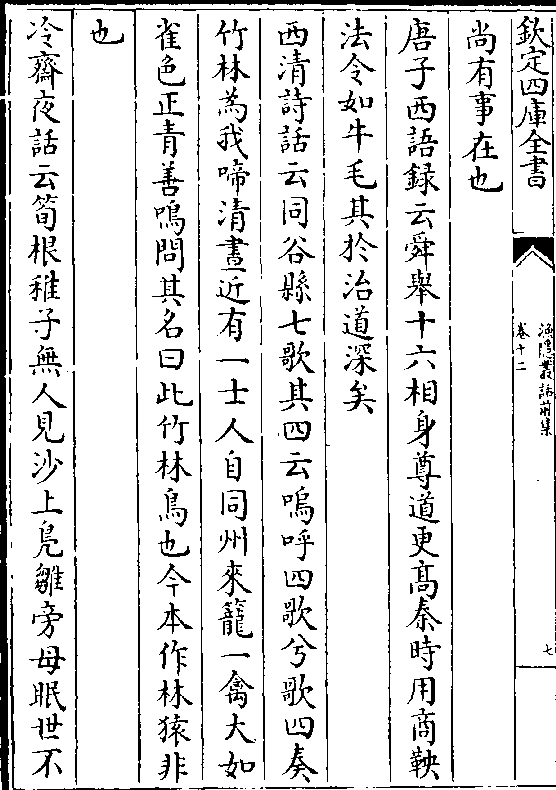 欽定四庫全書
漁隱叢話前集
卷十二
七
尚有事在也
唐子西語録云舜舉十六相身尊道更髙秦時用商鞅
法令如牛毛其於治道深矣
西清詩話云同谷縣七歌其四云嗚呼四歌兮歌四奏
竹林為我啼清晝近有一士人自同州來籠一禽大如
雀色正青善鳴問其名曰此竹林鳥也今本作林猿非
也
冷齋夜話云筍根稚子無人見沙上鳬雛旁母眠世不